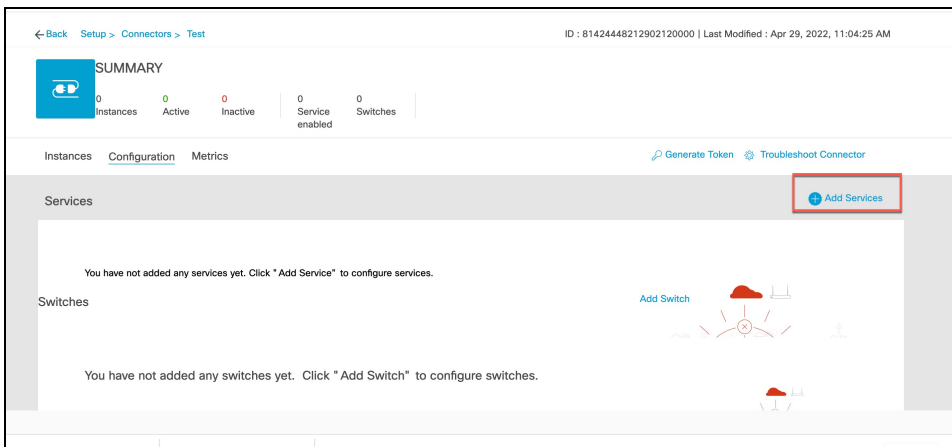 Back Setup > Connectors > Test
ID : 81424448212902120000 | Last Modified : Apr 29, 2022, 11:04:25 AM
SUMMARY
0 0 0 0 0
Instances Active Inactive Service enabled Switches
Instances Configuration Metrics
Generate Token Troubleshoot Connector
Services
Add Services
You have not added any services yet. Click "Add Service" to configure services.
Switches
Add Switch
You have not added any switches yet. Click "Add Switch" to configure switches.